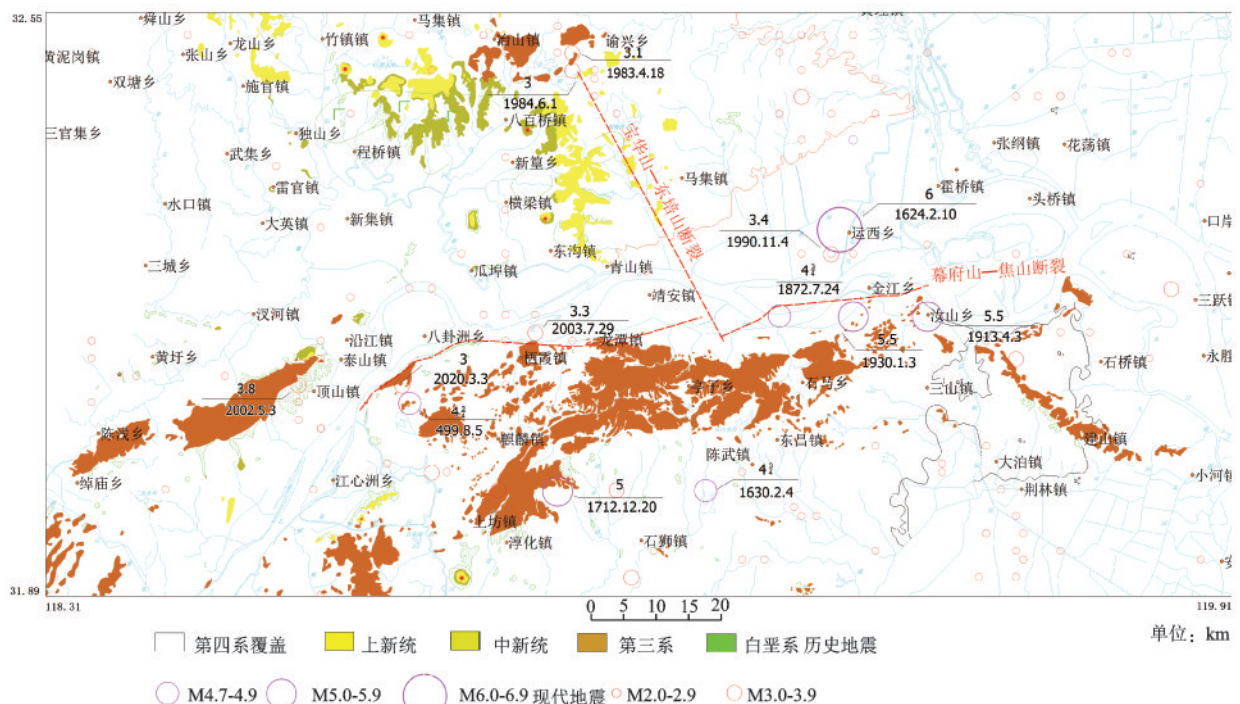 32.55
舜山乡
马集镇
龙山乡
竹镇镇
谕兴乡
黄泥岗镇
张山乡
3.1
1983.4.18
双塘乡
施官镇
3
1984.6.1
八百桥镇
三官集乡
独山乡
武集乡
程桥镇
新篁乡
张纲镇
花荡镇
宝华山—东培山断裂
雷官镇
马集镇
霍桥镇
水口镇
大英镇
新集镇
横梁镇
头桥镇
6
1624.2.10
3.4
1990.11.4
运西乡
口岸
三城乡
瓜埠镇
东沟镇
青山镇
4¾
1872.7.24
幕府山—焦山断裂
靖安镇
金江乡
三跃镇
汊河镇
3.3
2003.7.29
汝山乡
5.5
1913.4.3
沿江镇
八卦洲乡
龙潭镇
黄圩乡
泰山镇
栖霞镇
5.5
1930.1.3
石桥镇
永胜
3
2020.3.3
3.8
2002.5.3
顶山镇
亭子乡
石马乡
三山镇
陈浅乡
4¾
499.8.5
麒麟镇
东昌镇
建山镇
陈武镇
大泊镇
绰庙乡
江心洲乡
4¾
1630.2.4
荆林镇
小河镇
5
1712.12.20
上坊镇
淳化镇
石狮镇
31.89
118.31
119.91
0 5 10 15 20
单位：km
第四系覆盖 上新统 中新统 第三系 白垩系 历史地震
M4.7-4.9 M5.0-5.9 M6.0-6.9 现代地震 M2.0-2.9 M3.0-3.9